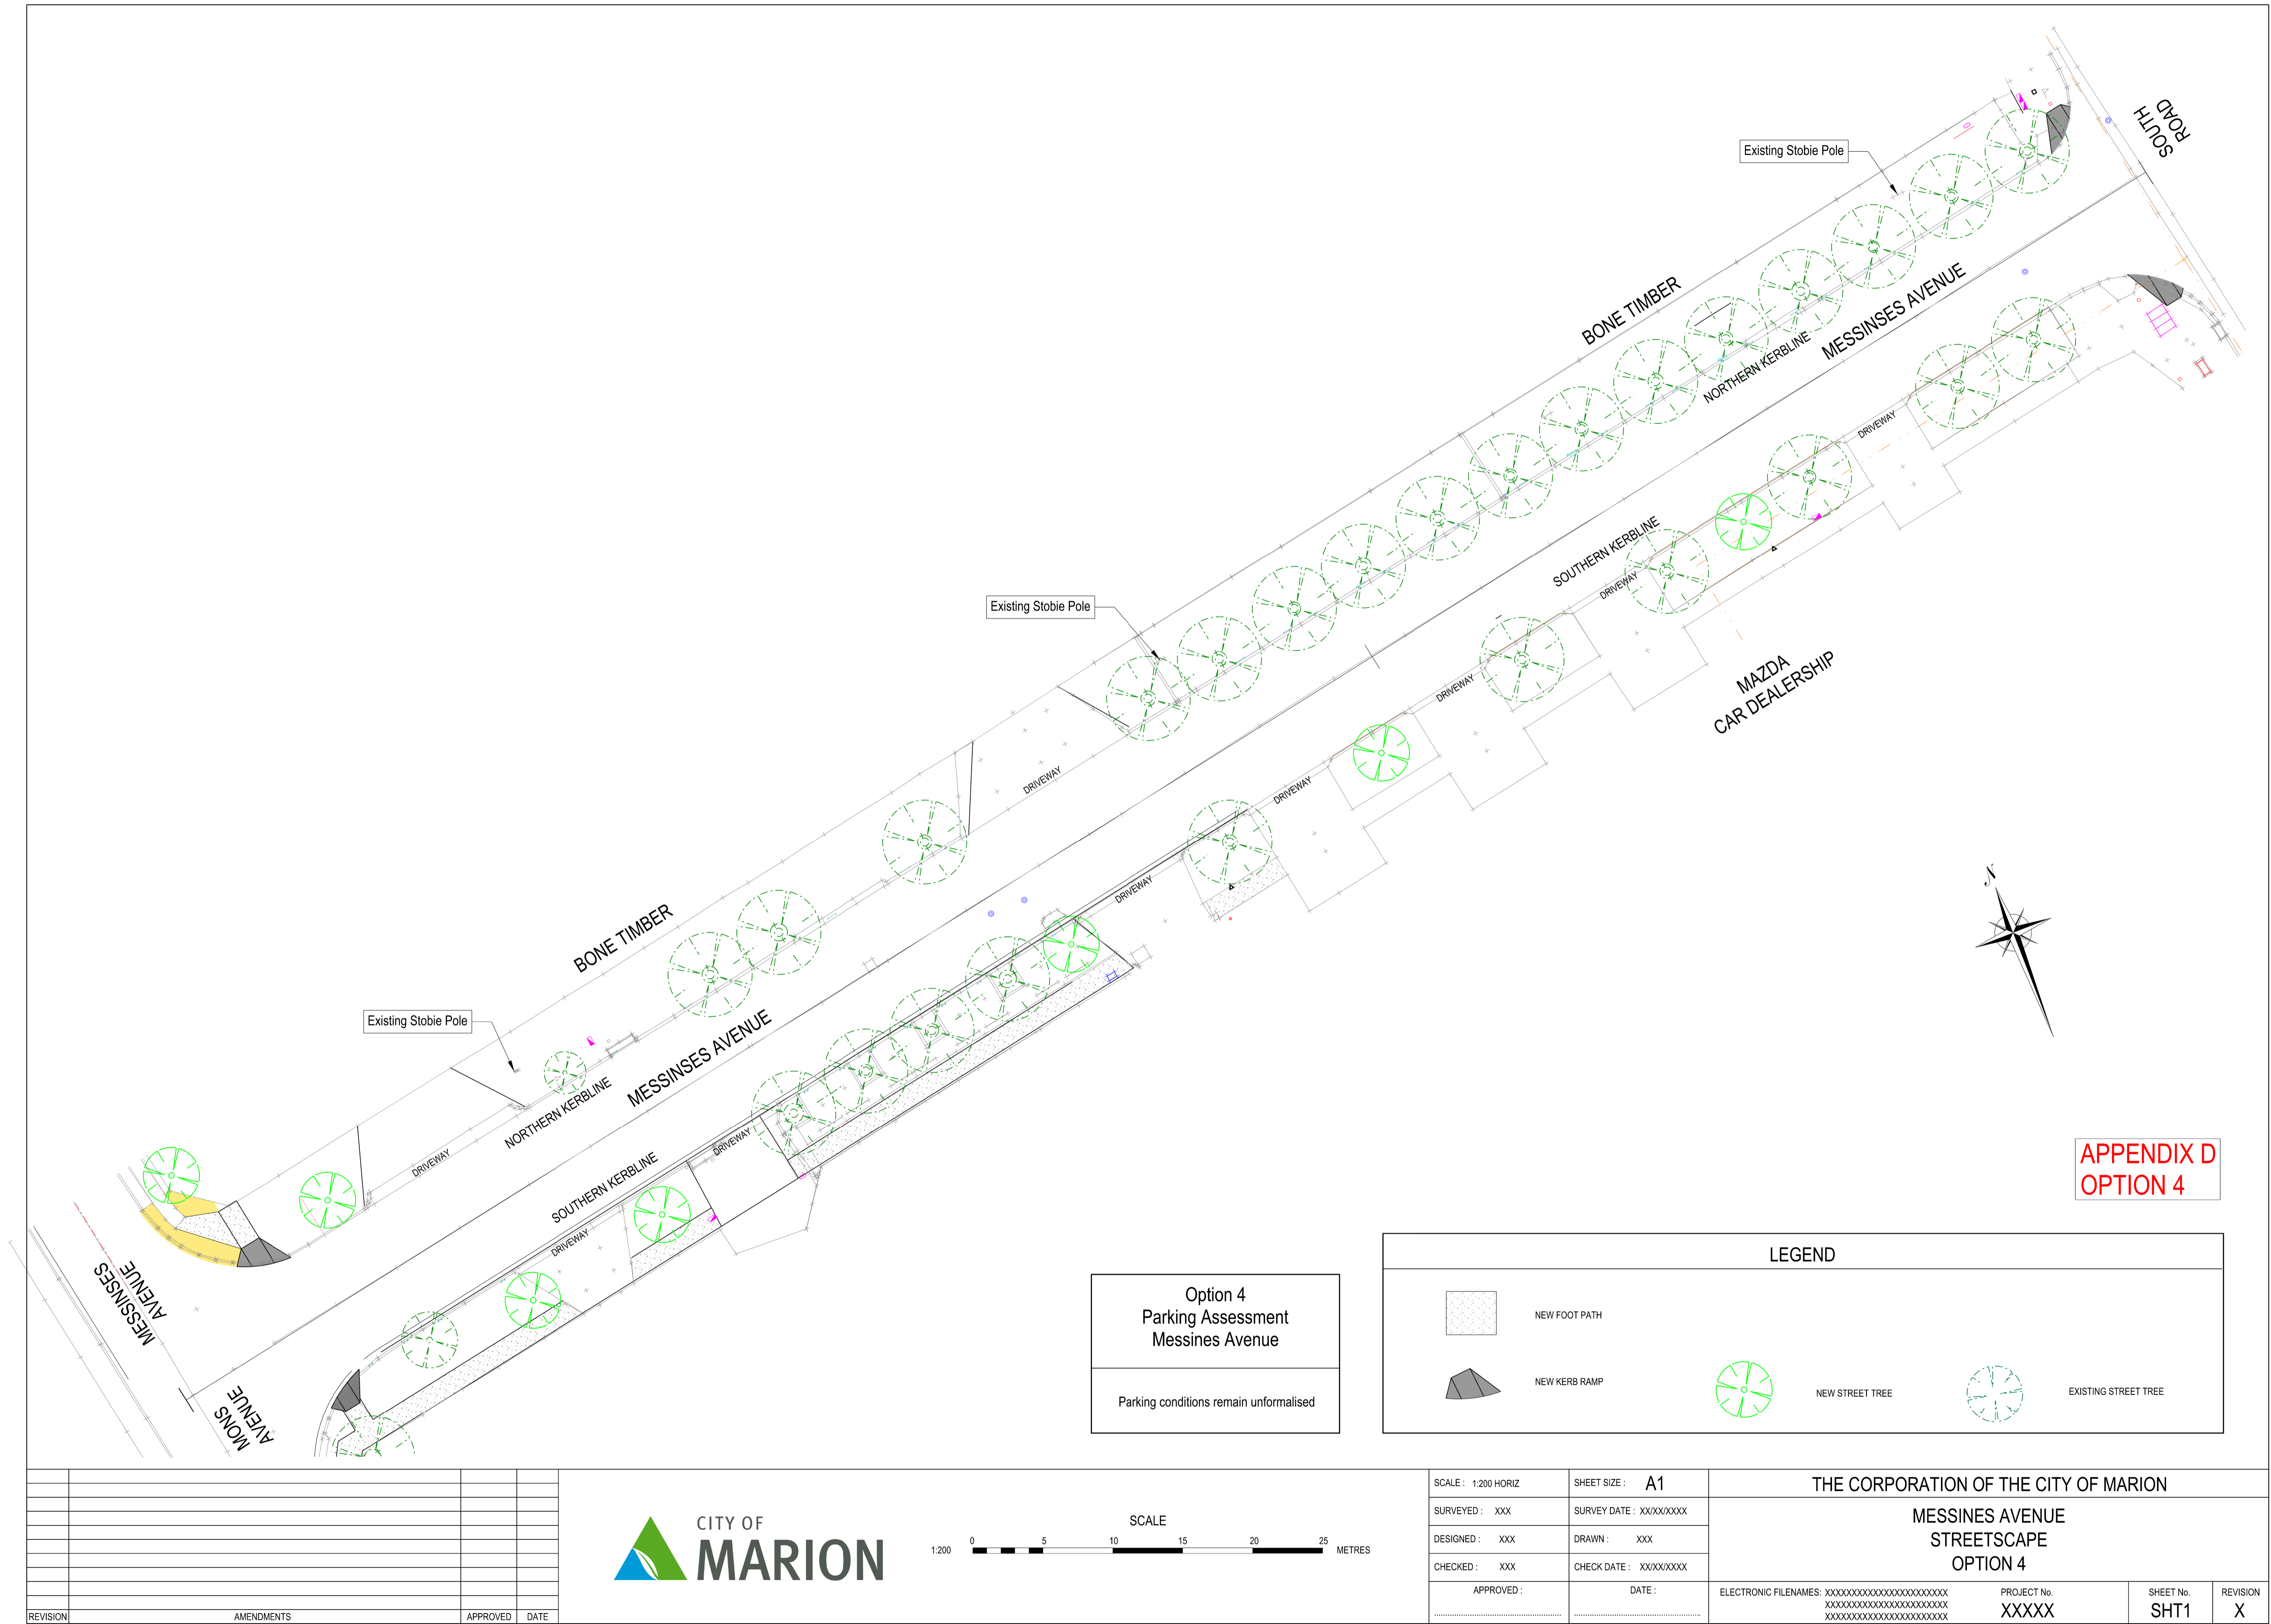 SOUTH
ROAD
Existing Stobie Pole
BONE TIMBER
MESSINSES AVENUE
NORTHERN KERBLINE
DRIVEWAY
SOUTHERN KERBLINE
DRIVEWAY
Existing Stobie Pole
DRIVEWAY
MAZDA
CAR DEALERSHIP
DRIVEWAY
DRIVEWAY
DRIVEWAY
BONE TIMBER
Existing Stobie Pole
MESSINSES AVENUE
NORTHERN KERBLINE
DRIVEWAY
DRIVEWAY
SOUTHERN KERBLINE
DRIVEWAY
MESSINSES
AVENUE
MONS
AVENUE
N
APPENDIX D
OPTION 4
Option 4
Parking Assessment
Messines Avenue
Parking conditions remain unformalised
LEGEND
NEW FOOT PATH
NEW KERB RAMP
NEW STREET TREE
EXISTING STREET TREE
REVISION AMENDMENTS APPROVED DATE
CITY OF
MARION
SCALE
1:200 0 5 10 15 20 25 METRES
SCALE : 1:200 HORIZ
SHEET SIZE : A1
SURVEYED : XXX
SURVEY DATE : XX/XX/XXXX
DESIGNED : XXX
DRAWN : XXX
CHECKED : XXX
CHECK DATE : XX/XX/XXXX
APPROVED :
DATE :
THE CORPORATION OF THE CITY OF MARION
MESSINES AVENUE
STREETSCAPE
OPTION 4
ELECTRONIC FILENAMES: XXXXXXXXXXXXXXXXXXXXXXX
XXXXXXXXXXXXXXXXXXXXXXX
XXXXXXXXXXXXXXXXXXXXXXX
PROJECT No.
XXXXX
SHEET No.
SHT1
REVISION
X